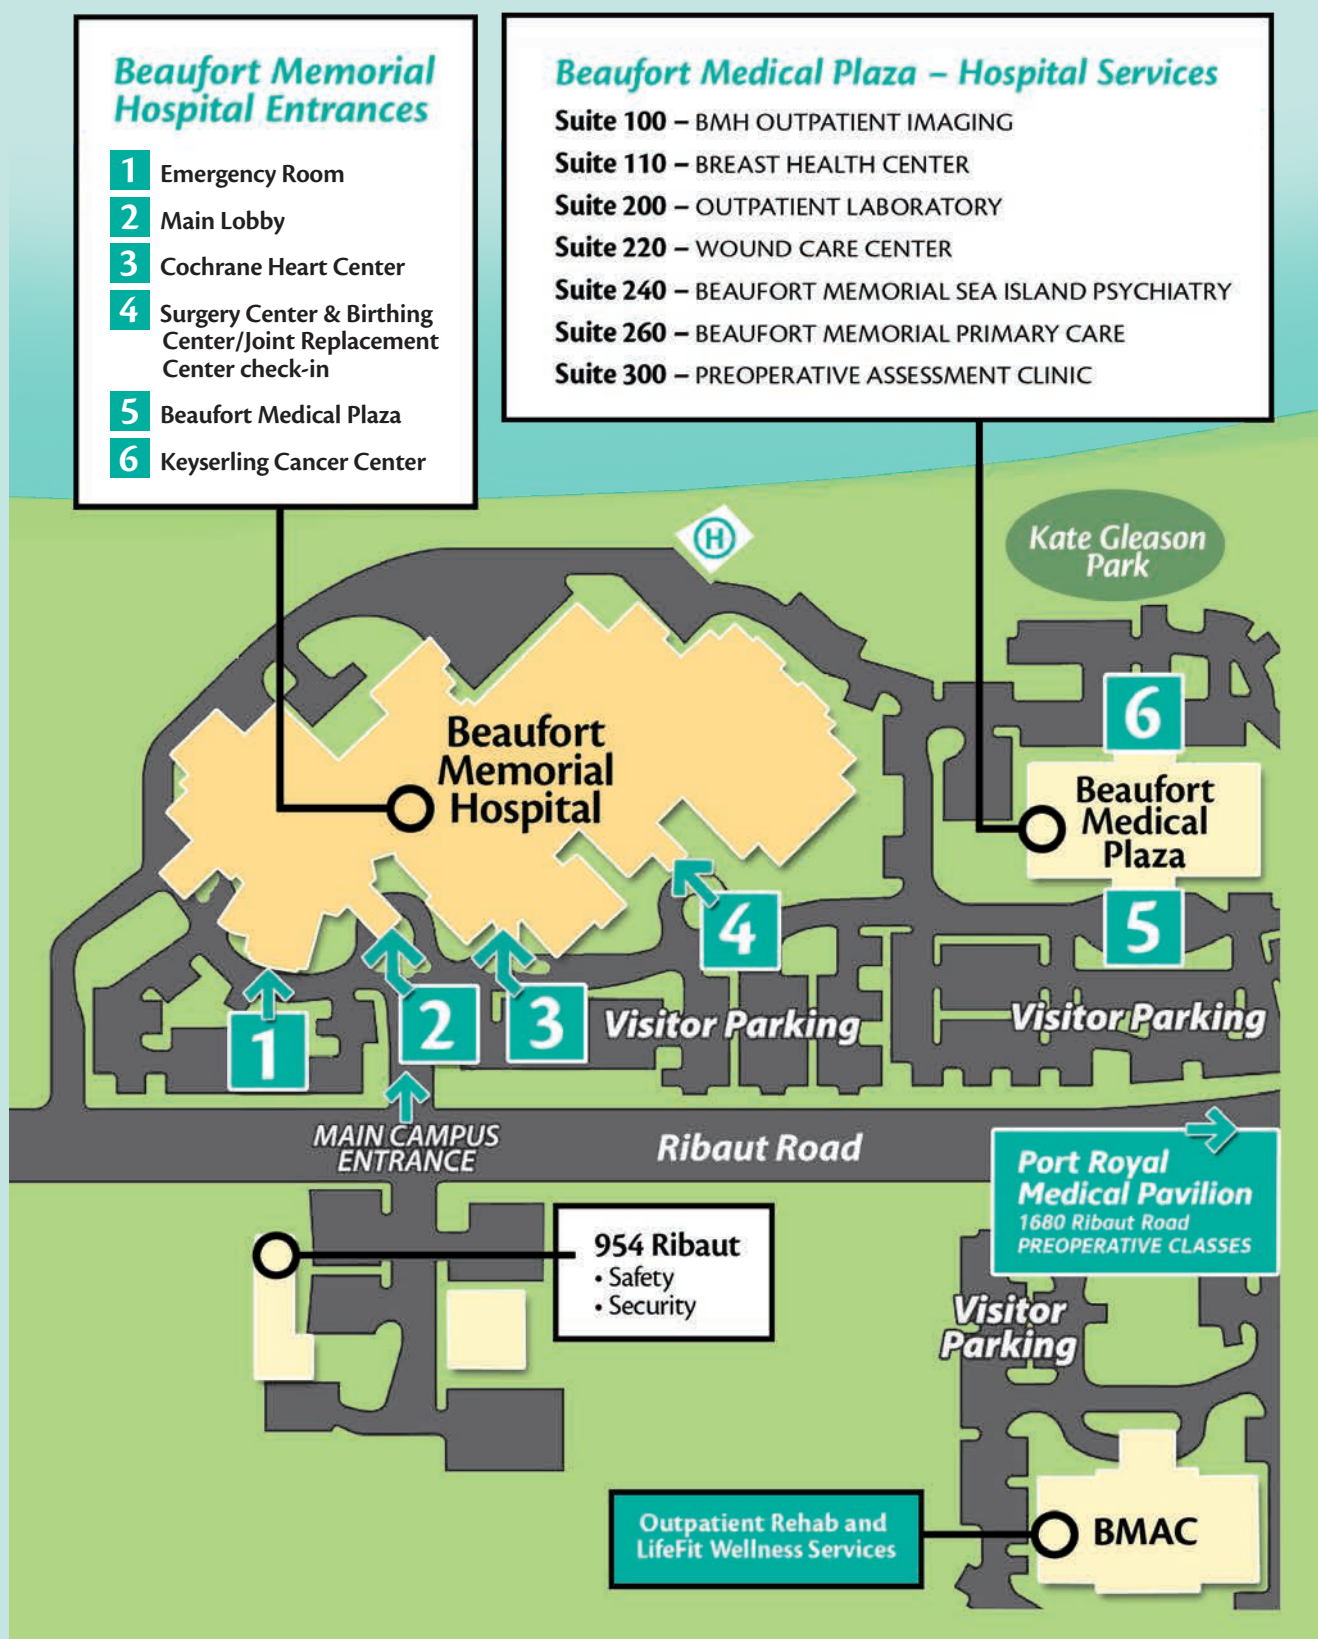 Beaufort Memorial
Hospital Entrances
1 Emergency Room
2 Main Lobby
3 Cochrane Heart Center
4 Surgery Center & Birthing
Center/Joint Replacement
Center check-in
5 Beaufort Medical Plaza
6 Keyserling Cancer Center
Beaufort Medical Plaza – Hospital Services
Suite 100 – BMH OUTPATIENT IMAGING
Suite 110 – BREAST HEALTH CENTER
Suite 200 – OUTPATIENT LABORATORY
Suite 220 – WOUND CARE CENTER
Suite 240 – BEAUFORT MEMORIAL SEA ISLAND PSYCHIATRY
Suite 260 – BEAUFORT MEMORIAL PRIMARY CARE
Suite 300 – PREOPERATIVE ASSESSMENT CLINIC
H
Kate Gleason
Park
6
Beaufort
Memorial
Hospital
Beaufort
Medical
Plaza
5
4
1
2
3
Visitor Parking
Visitor Parking
MAIN CAMPUS
ENTRANCE
Ribaut Road
Port Royal
Medical Pavilion
1680 Ribaut Road
PREOPERATIVE CLASSES
954 Ribaut
• Safety
• Security
Visitor
Parking
Outpatient Rehab and
LifeFit Wellness Services
BMAC